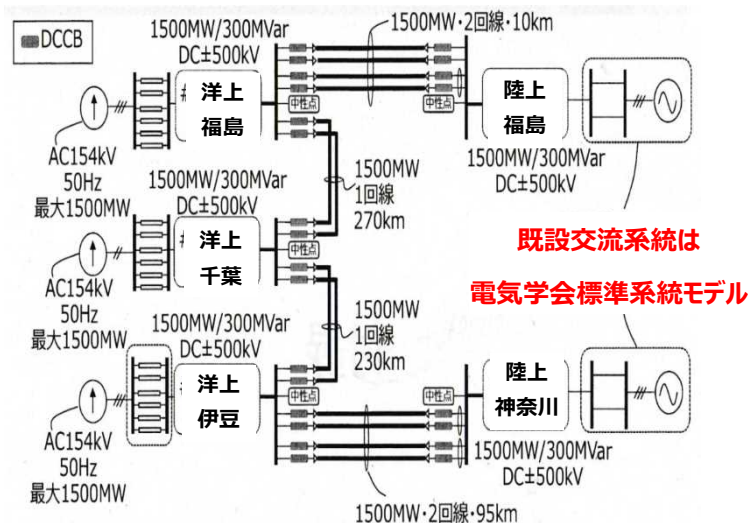 DCCB
1500MW/300MVar
DC±500kV
1500MW・2回線・10km
洋上
福島
中性点
中性点
陸上
福島
AC154kV
50Hz
最大1500MW
1500MW/300MVar
DC±500kV
1500MW
1回線
270km
1500MW/300MVar
DC±500kV
洋上
千葉
中性点
既設交流系統は
電気学会標準系統モデル
AC154kV
50Hz
最大1500MW
1500MW/300MVar
DC±500kV
1500MW
1回線
230km
洋上
伊豆
中性点
中性点
陸上
神奈川
AC154kV
50Hz
最大1500MW
1500MW/300MVar
DC±500kV
1500MW・2回線・95km